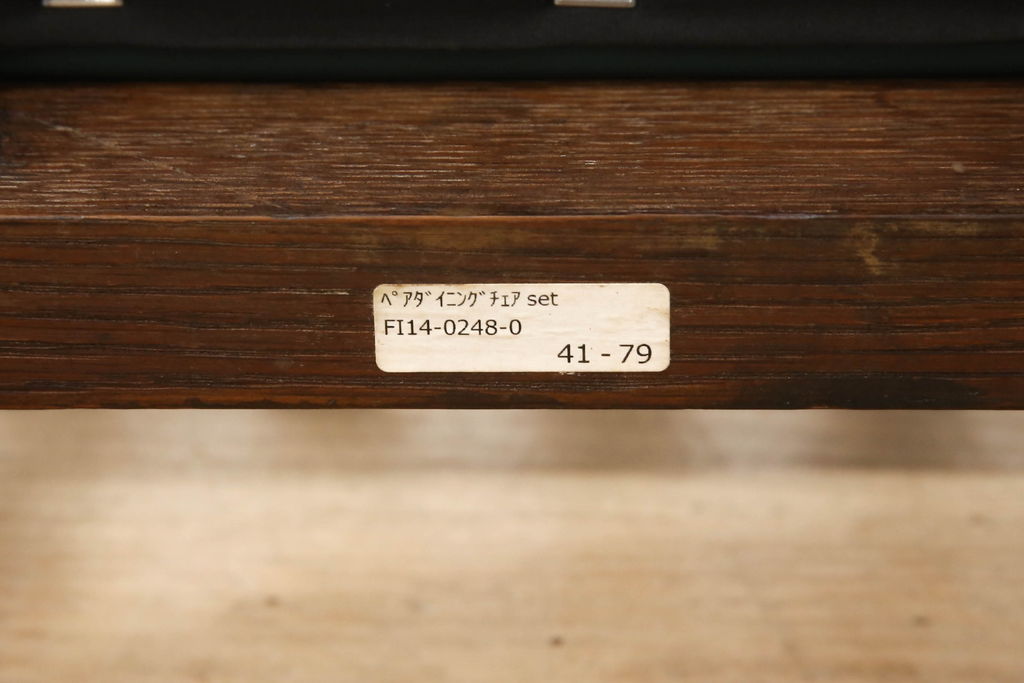 ﾍﾟｱﾀﾞｲﾆﾝｸﾞﾁｪｱ set
FI14-0248-0
41 - 79